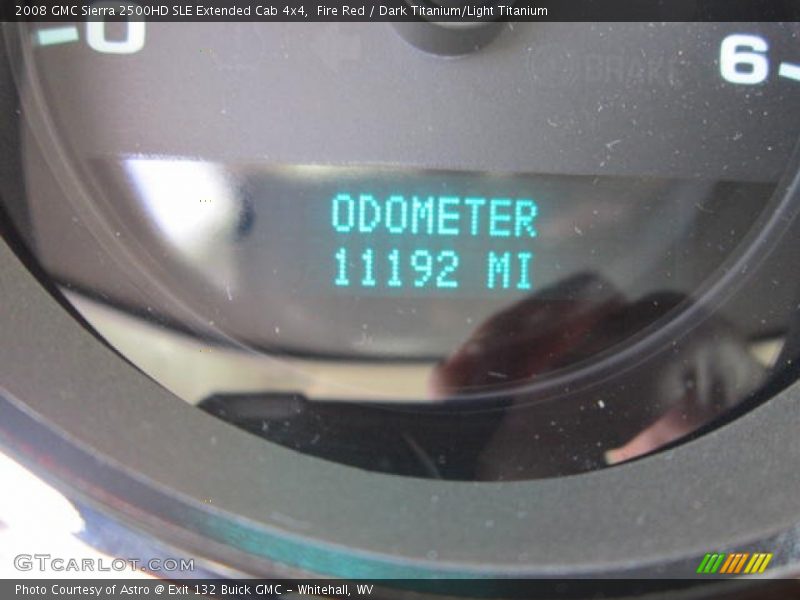 2008 GMC Sierra 2500HD SLE Extended Cab 4x4, Fire Red / Dark Titanium/Light Titanium
0
6
BRAKE
ODOMETER
11192 MI
GTCARLOT.COM
Photo Courtesy of Astro @ Exit 132 Buick GMC - Whitehall, WV